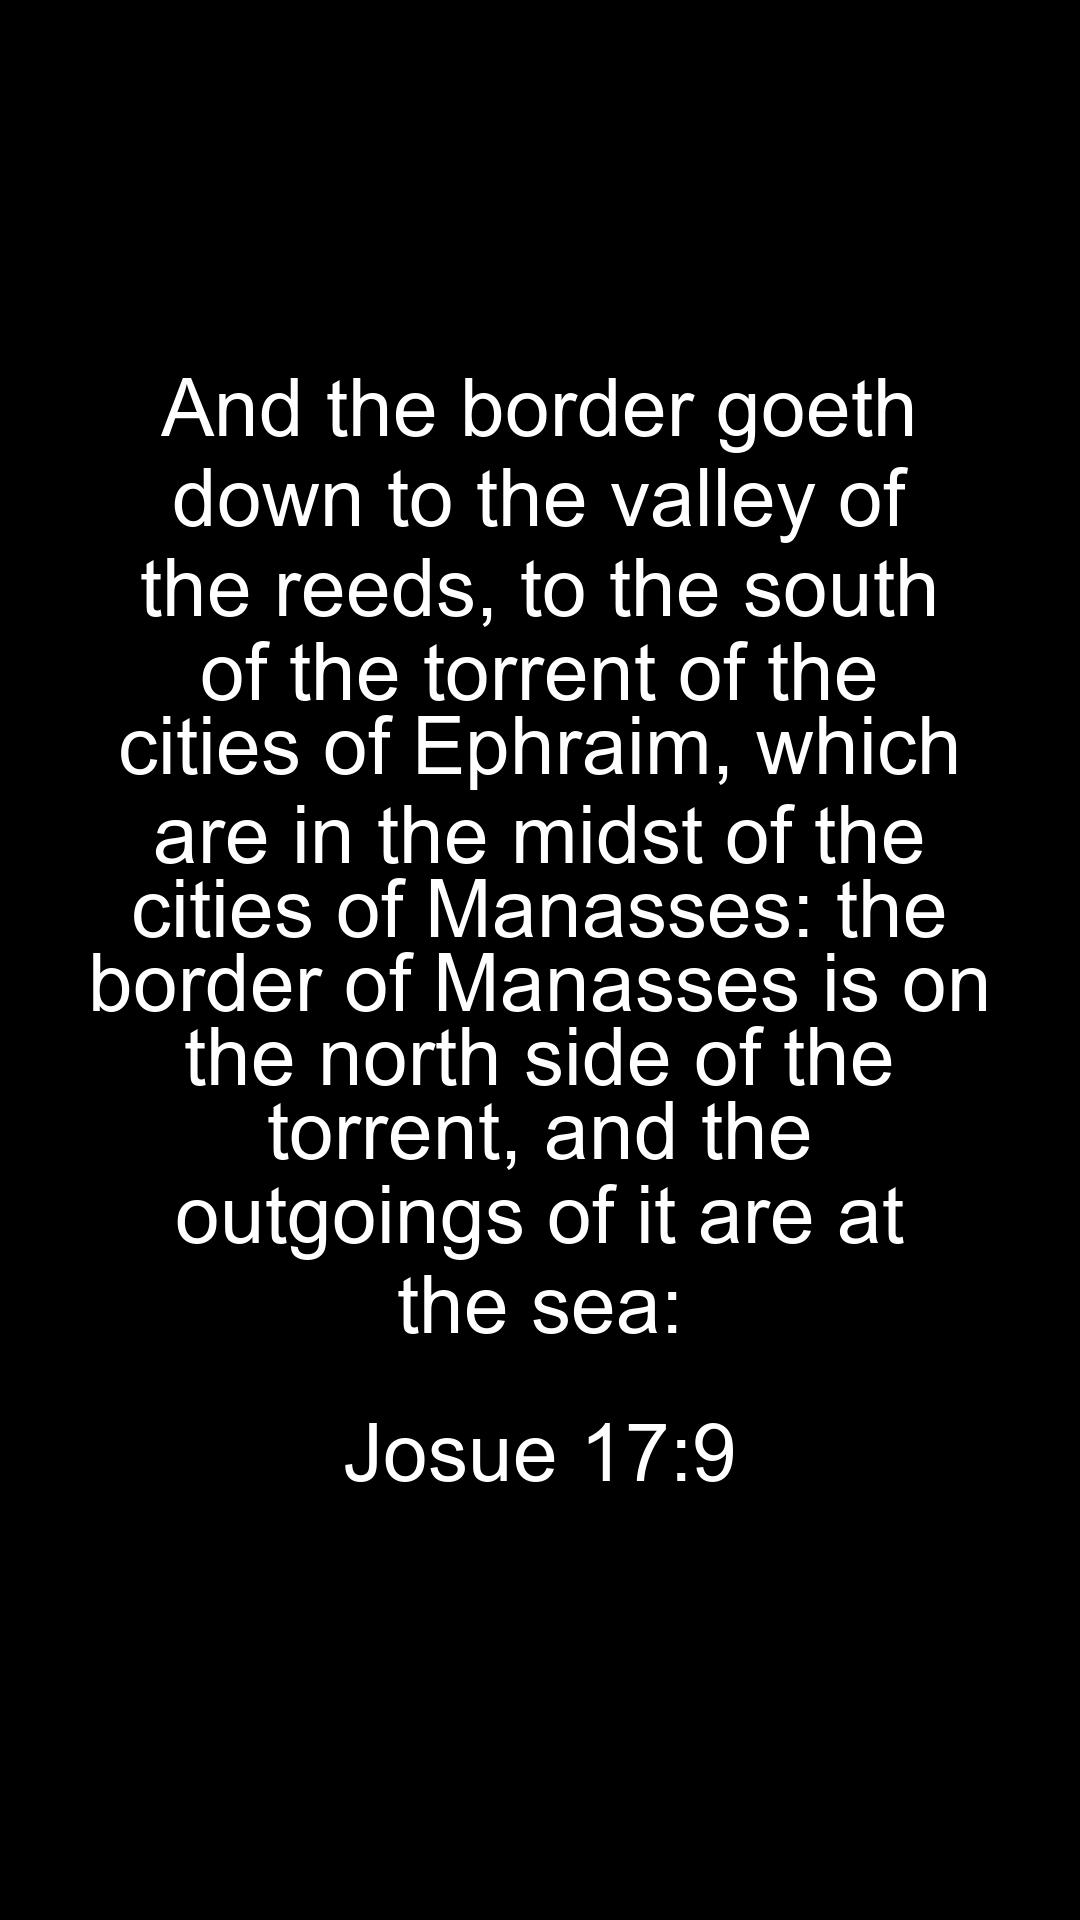 And the border goeth
down to the valley of
the reeds, to the south
of the torrent of the
cities of Ephraim, which
are in the midst of the
cities of Manasses: the
border of Manasses is on
the north side of the
torrent, and the
outgoings of it are at
the sea:
Josue 17:9